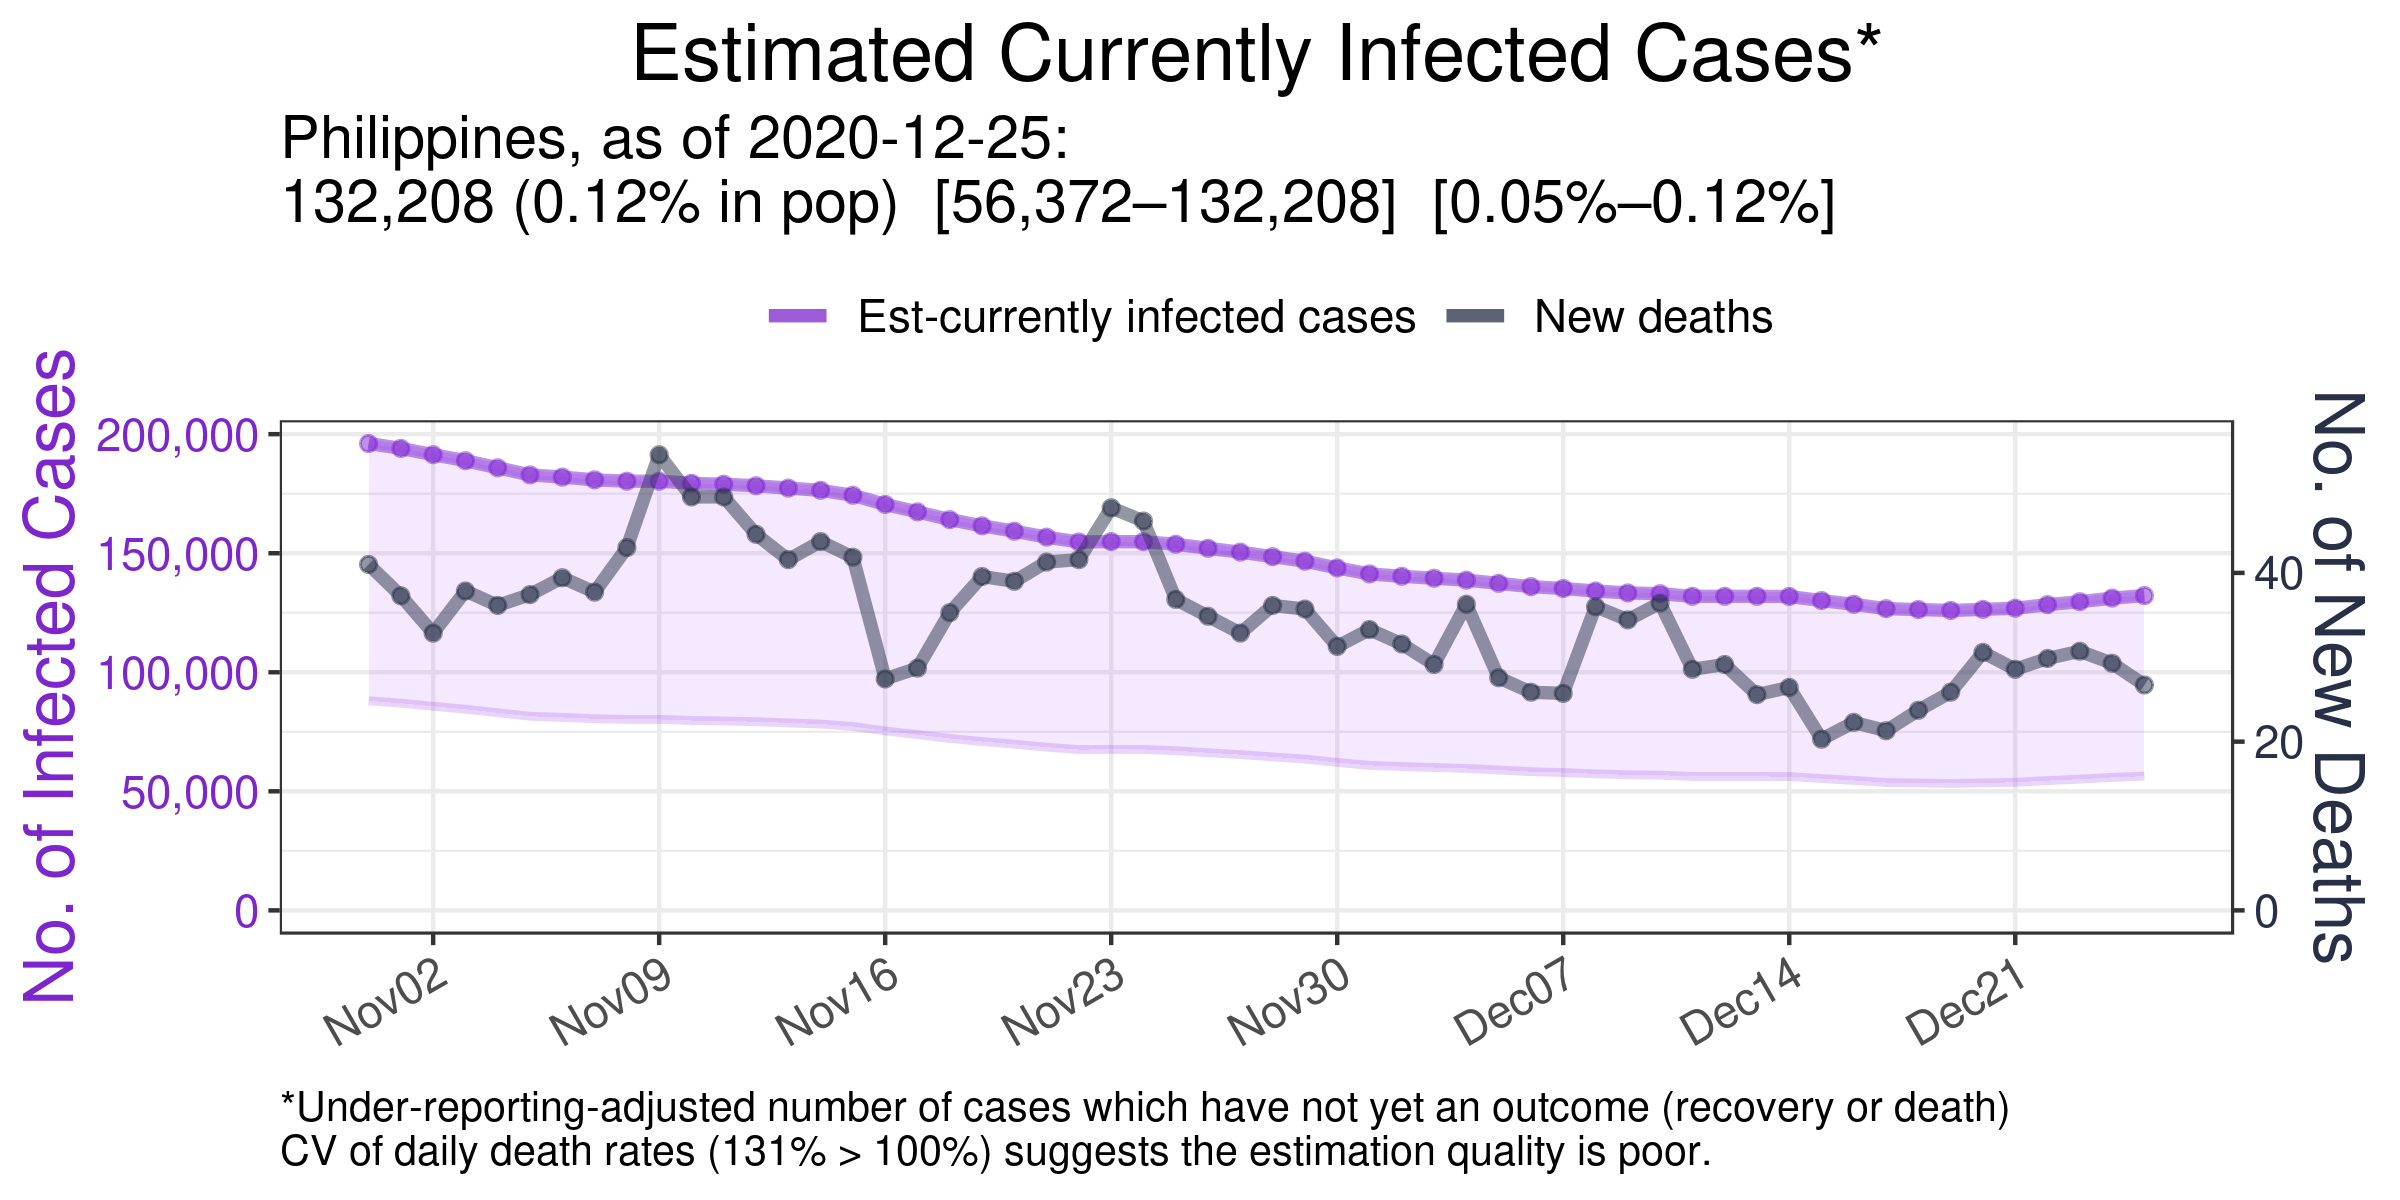 Estimated Currently Infected Cases*
Philippines, as of 2020-12-25:
132,208 (0.12% in pop) [56,372–132,208] [0.05%–0.12%]
Est-currently infected cases New deaths
No. of Infected Cases
200,000
150,000
100,000
50,000
0
40
20
0
No. of New Deaths
Nov02 Nov09 Nov16 Nov23 Nov30 Dec07 Dec14 Dec21
*Under-reporting-adjusted number of cases which have not yet an outcome (recovery or death)
CV of daily death rates (131% > 100%) suggests the estimation quality is poor.